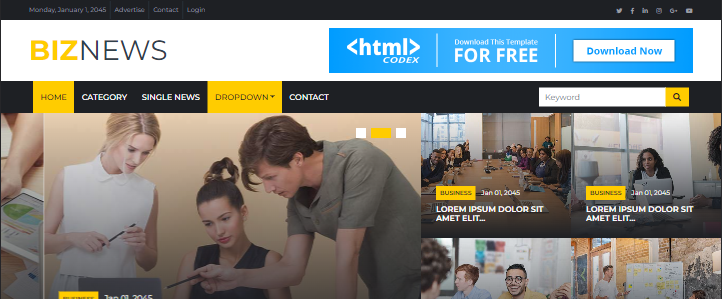 Monday, January 1, 2045 Advertise Contact Login
BIZNEWS
<html>
CODEX
Download This Template
FOR FREE
Download Now
HOME CATEGORY SINGLE NEWS DROPDOWN CONTACT
Keyword
BUSINESS Jan 01, 2045
LOREM IPSUM DOLOR SIT
AMET ELIT...
BUSINESS Jan 01, 2045
LOREM IPSUM DOLOR SIT
AMET ELIT...
BUSINESS Jan 01, 2045